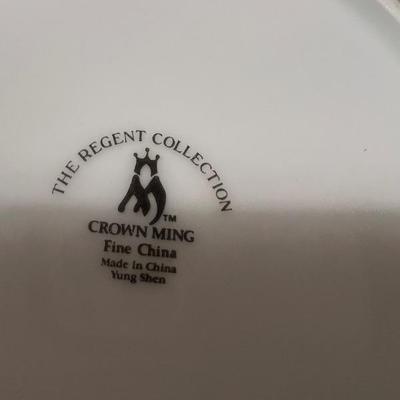 THE REGENT COLLECTION
TM
CROWN MING
Fine China
Made in China
Yung Shen